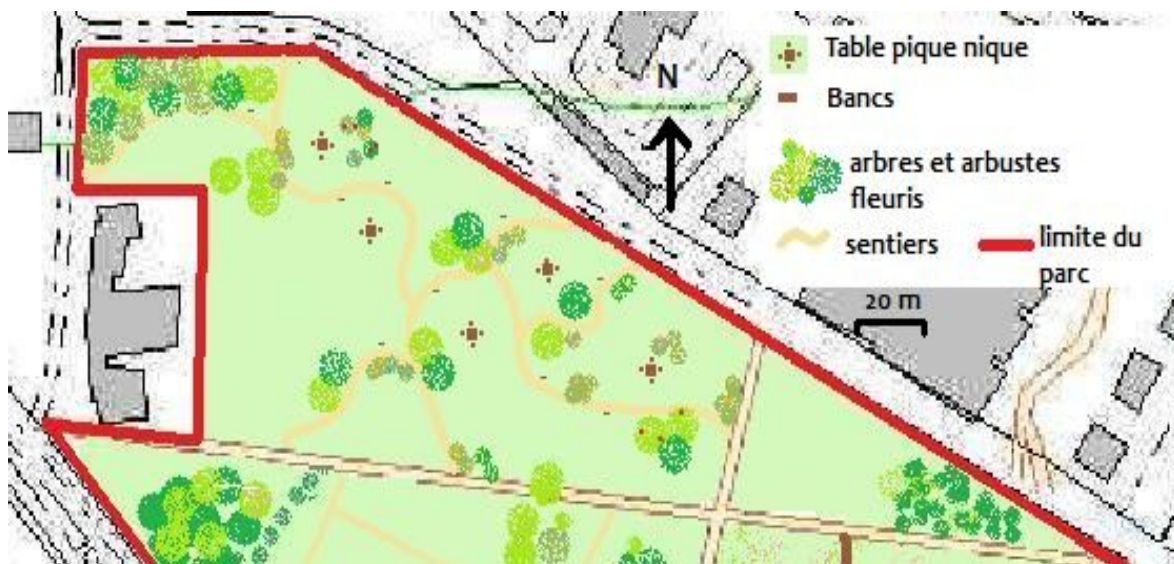 Table pique nique
N
Bancs
arbres et arbustes
fleuris
sentiers
limite du
parc
20 m